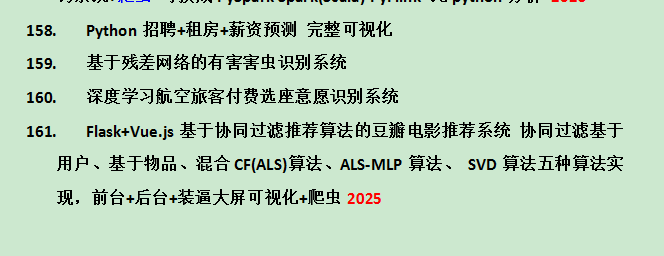 158. Python 招聘+租房+薪资预测 完整可视化
159. 基于残差网络的有害害虫识别系统
160. 深度学习航空旅客付费选座意愿识别系统
161. Flask+Vue.js 基于协同过滤推荐算法的豆瓣电影推荐系统 协同过滤基于
用户、基于物品、混合 CF(ALS)算法、ALS-MLP 算法、 SVD 算法五种算法实
现，前台+后台+装逼大屏可视化+爬虫 2025